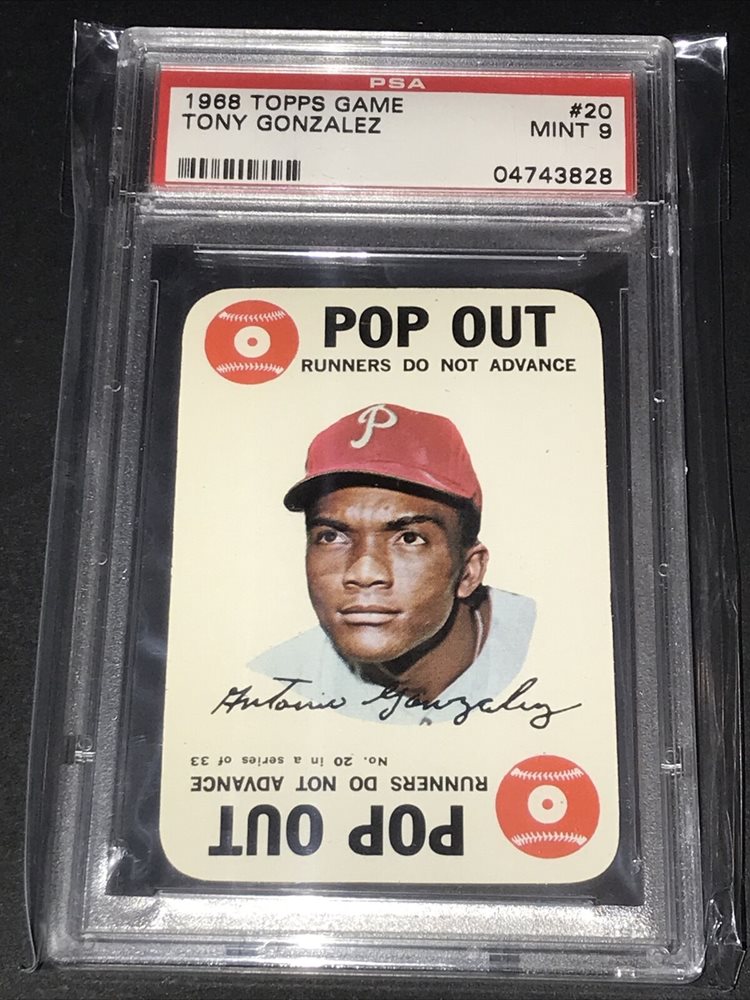 PSA
1968 TOPPS GAME #20
TONY GONZALEZ MINT 9
04743828
POP OUT
RUNNERS DO NOT ADVANCE
P
Antonio Gonzalez
No. 20 in a series of 33
RUNNERS DO NOT ADVANCE
POP OUT